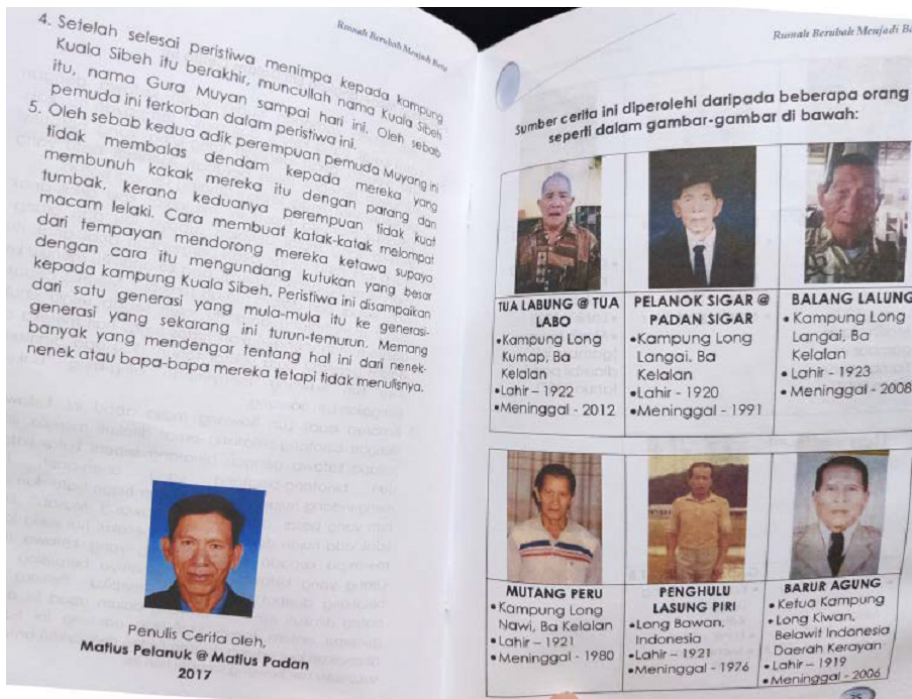 Rumah Berubah Menjadi Batu
4. Setelah selesai peristiwa menimpa kepada kampung
Kuala Sibeh itu berakhir, muncullah nama Kuala Sibeh
itu, nama Gura Muyan sampai hari ini. Oleh sebab
pemuda ini terkorban dalam peristiwa ini.
5. Oleh sebab kedua adik perempuan pemuda Muyang ini
tidak membalas dendam kepada mereka yang
membunuh kakak mereka itu dengan parang dan
tumbak, kerana keduanya perempuan tidak kuat
macam lelaki. Cara membuat katak-katak melompat
dari tempayan mendorong mereka ketawa supaya
dengan cara itu mengundang kutukan yang besar
kepada kampung Kuala Sibeh. Peristiwa ini disampaikan
dari satu generasi yang mula-mula itu ke generasi-
generasi yang sekarang ini turun-temurun. Memang
banyak yang mendengar tentang hal ini dari nenek-
nenek atau bapa-bapa mereka tetapi tidak menulisnya.
Penulis Cerita oleh,
Matius Pelanuk @ Matius Padan
2017
Rumah Berubah Menjadi Ba
Sumber cerita ini diperolehi daripada beberapa orang
seperti dalam gambar-gambar di bawah:
TUA LABUNG @ TUA
LABO
•Kampung Long
Kumap, Ba
Kelalan
•Lahir – 1922
•Meninggal - 2012
PELANOK SIGAR @
PADAN SIGAR
•Kampung Long
Langai, Ba
Kelalan
•Lahir – 1920
•Meninggal - 1991
BALANG LALUNG
• Kampung Long
Langai, Ba
Kelalan
• Lahir – 1923
• Meninggal - 2008
MUTANG PERU
• Kampung Long
Nawi, Ba Kelalan
• Lahir – 1921
• Meninggal - 1980
PENGHULU
LASUNG PIRI
•Long Bawan,
Indonesia
•Lahir – 1921
•Meninggal - 1976
BARUR AGUNG
• Ketua Kampung
• Long Kiwan,
Belawit Indonesia
Daerah Kerayan
• Lahir – 1919
• Meninggal - 2006
75